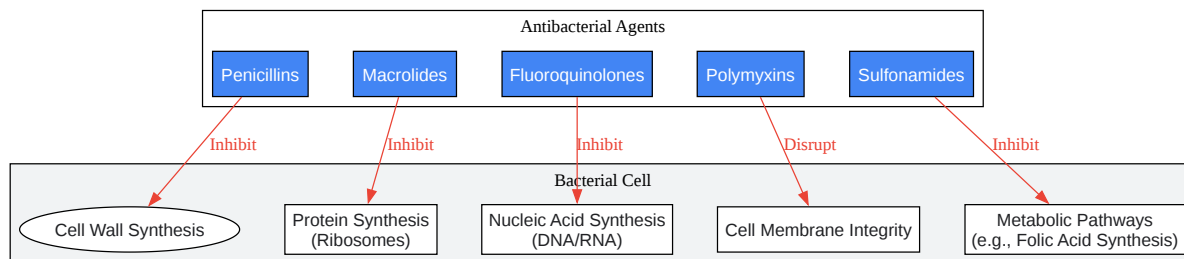 Antibacterial Agents
Penicillins
Macrolides
Fluoroquinolones
Polymyxins
Sulfonamides
Inhibit
Inhibit
Inhibit
Disrupt
Inhibit
Bacterial Cell
Cell Wall Synthesis
Protein Synthesis
(Ribosomes)
Nucleic Acid Synthesis
(DNA/RNA)
Cell Membrane Integrity
Metabolic Pathways
(e.g., Folic Acid Synthesis)